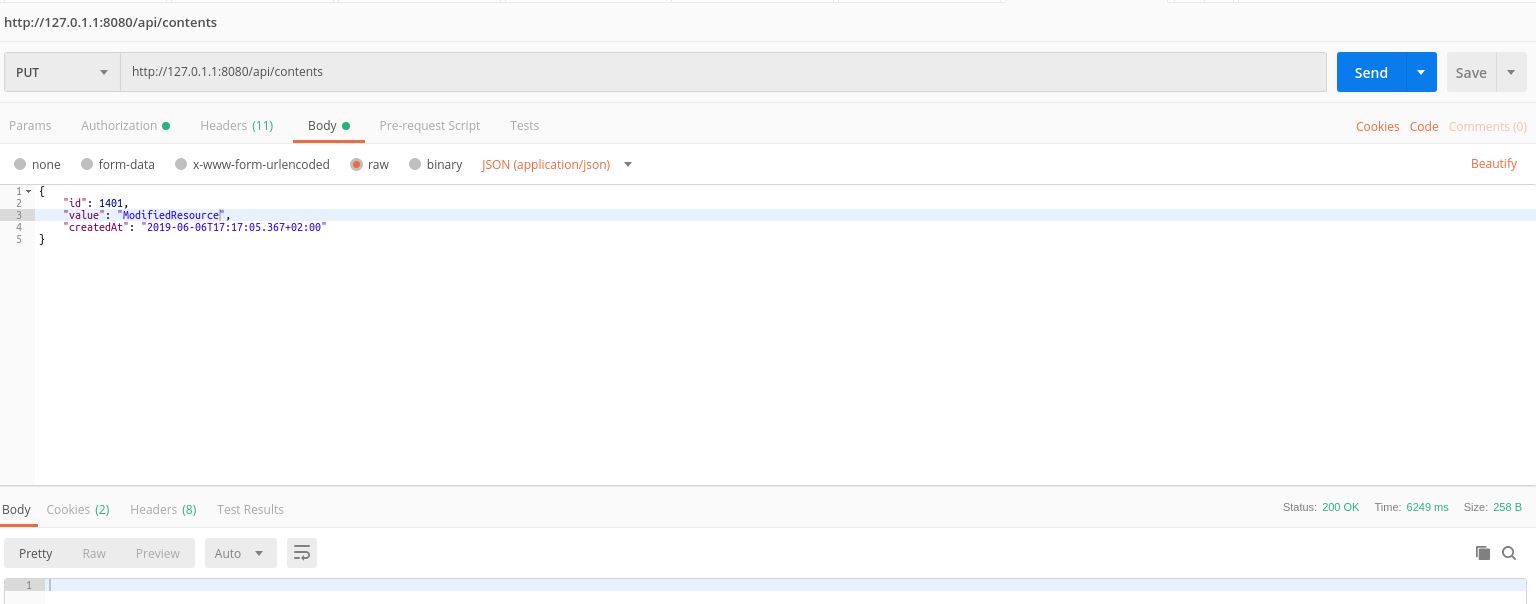 http://127.0.1.1:8080/api/contents
PUT http://127.0.1.1:8080/api/contents Send Save
Params Authorization Headers (11) Body Pre-request Script Tests Cookies Code Comments (0)
none form-data x-www-form-urlencoded raw binary JSON (application/json) Beautify
1 {
2 "id": 1401,
3 "value": "ModifiedResource",
4 "createdAt": "2019-06-06T17:17:05.367+02:00"
5 }
Body Cookies (2) Headers (8) Test Results Status: 200 OK Time: 6249 ms Size: 258 B
Pretty Raw Preview Auto
1